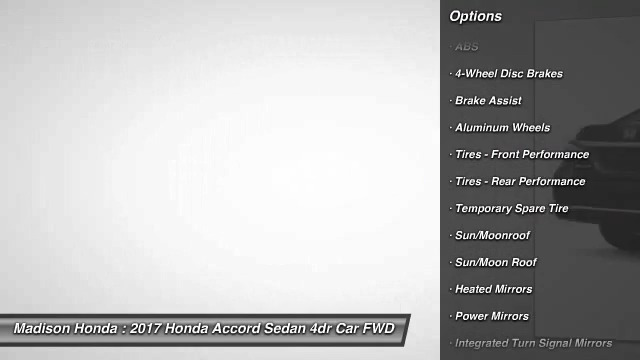 Options
· ABS
· 4-Wheel Disc Brakes
· Brake Assist
· Aluminum Wheels
· Tires - Front Performance
· Tires - Rear Performance
· Temporary Spare Tire
· Sun/Moonroof
· Sun/Moon Roof
· Heated Mirrors
· Power Mirrors
· Integrated Turn Signal Mirrors
Madison Honda : 2017 Honda Accord Sedan 4dr Car FWD